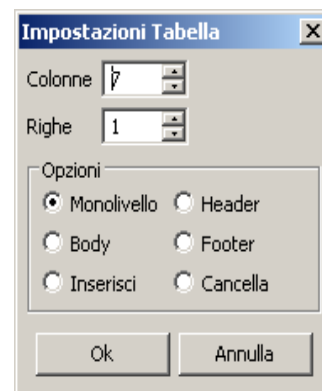 Impostazioni Tabella
Colonne 7
Righe 1
Opzioni
Monolivello Header
Body Footer
Inserisci Cancella
Ok Annulla